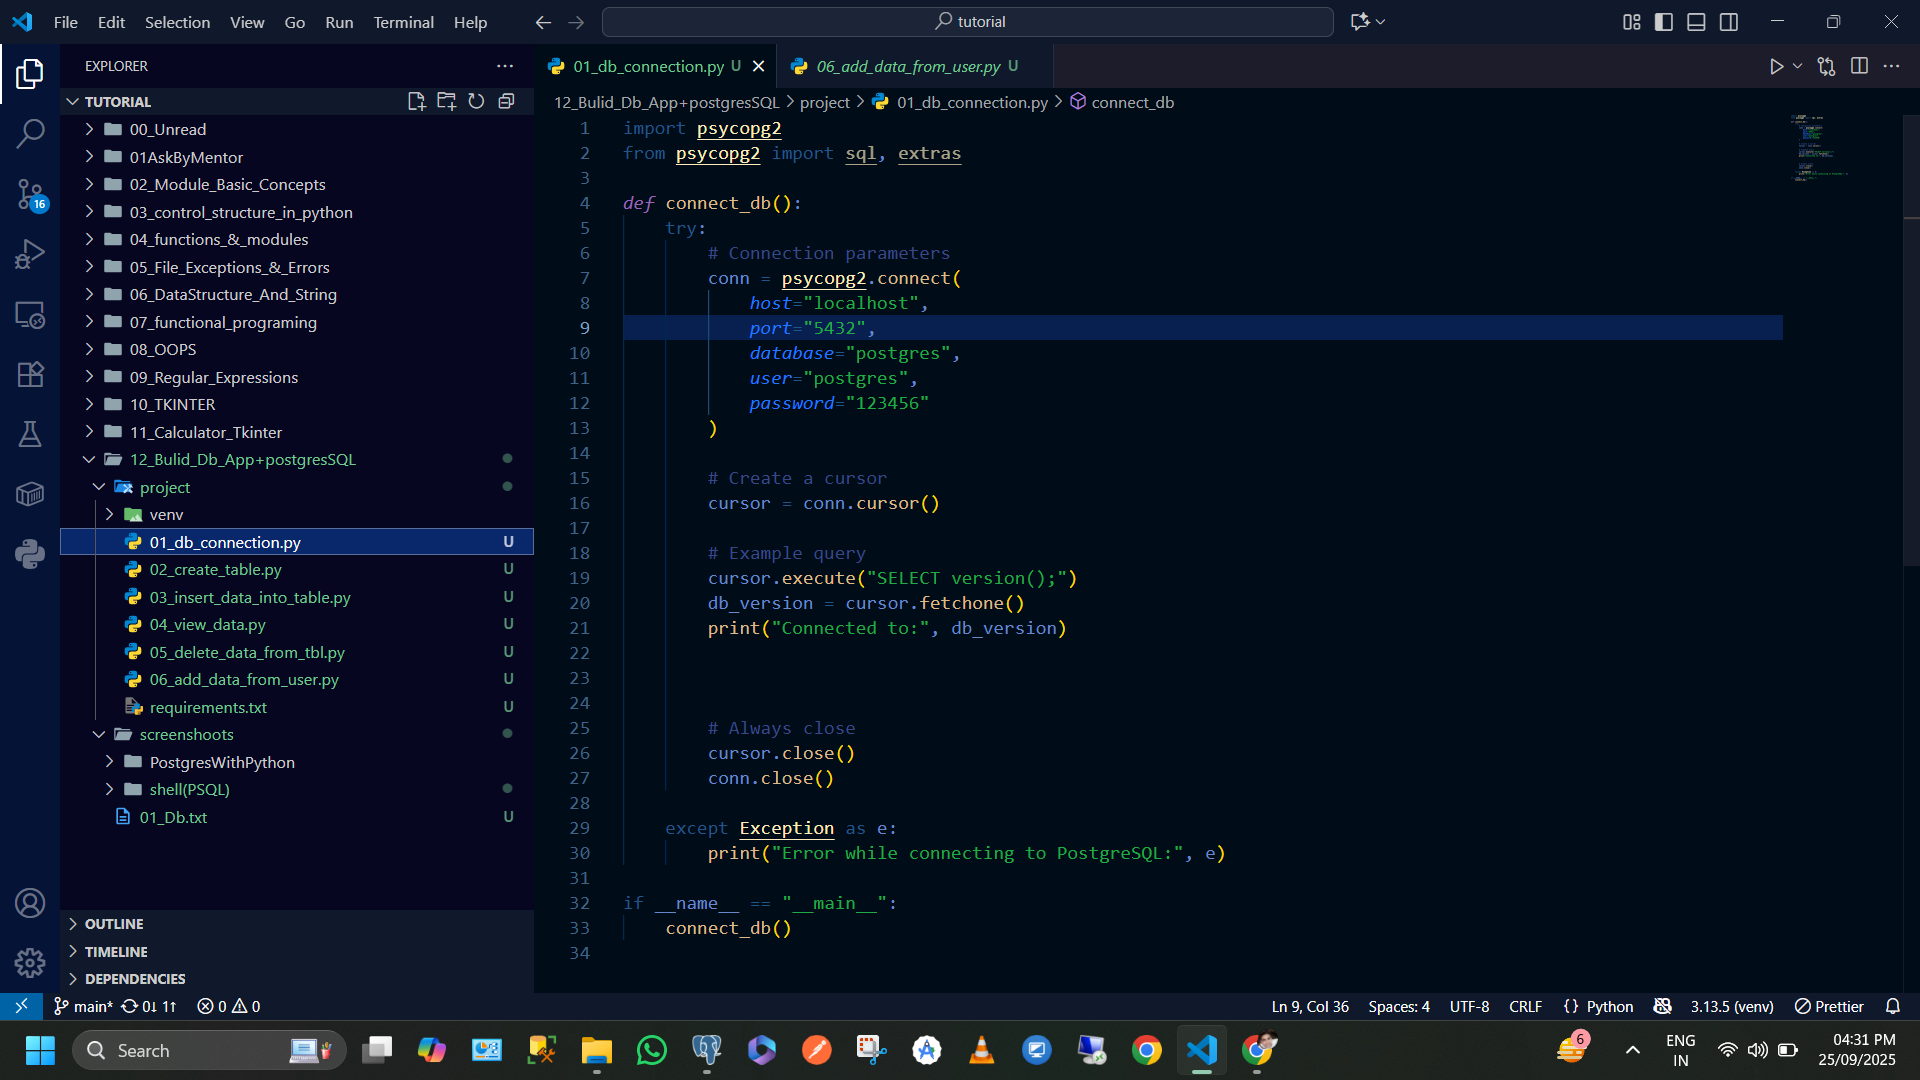 File Edit Selection View Go Run Terminal Help
tutorial
EXPLORER
TUTORIAL
00_Unread
01AskByMentor
02_Module_Basic_Concepts
03_control_structure_in_python
04_functions_&_modules
05_File_Exceptions_&_Errors
06_DataStructure_And_String
07_functional_programing
08_OOPS
09_Regular_Expressions
10_TKINTER
11_Calculator_Tkinter
12_Bulid_Db_App+postgresSQL
project
venv
01_db_connection.py U
02_create_table.py U
03_insert_data_into_table.py U
04_view_data.py U
05_delete_data_from_tbl.py U
06_add_data_from_user.py U
requirements.txt U
screenshoots
PostgresWithPython
shell(PSQL)
01_Db.txt U
OUTLINE
TIMELINE
DEPENDENCIES
16
01_db_connection.py U
06_add_data_from_user.py U
12_Bulid_Db_App+postgresSQL > project > 01_db_connection.py > connect_db
1 import psycopg2
2 from psycopg2 import sql, extras
3
4 def connect_db():
5 try:
6 # Connection parameters
7 conn = psycopg2.connect(
8 host="localhost",
9 port="5432",
10 database="postgres",
11 user="postgres",
12 password="123456"
13 )
14
15 # Create a cursor
16 cursor = conn.cursor()
17
18 # Example query
19 cursor.execute("SELECT version();")
20 db_version = cursor.fetchone()
21 print("Connected to:", db_version)
22
23
24
25 # Always close
26 cursor.close()
27 conn.close()
28
29 except Exception as e:
30 print("Error while connecting to PostgreSQL:", e)
31
32 if __name__ == "__main__":
33 connect_db()
34
main* 0↓ 1↑ 0 0
Ln 9, Col 36 Spaces: 4 UTF-8 CRLF {} Python 3.13.5 (venv) Prettier
Search
6
ENG
IN
04:31 PM
25/09/2025